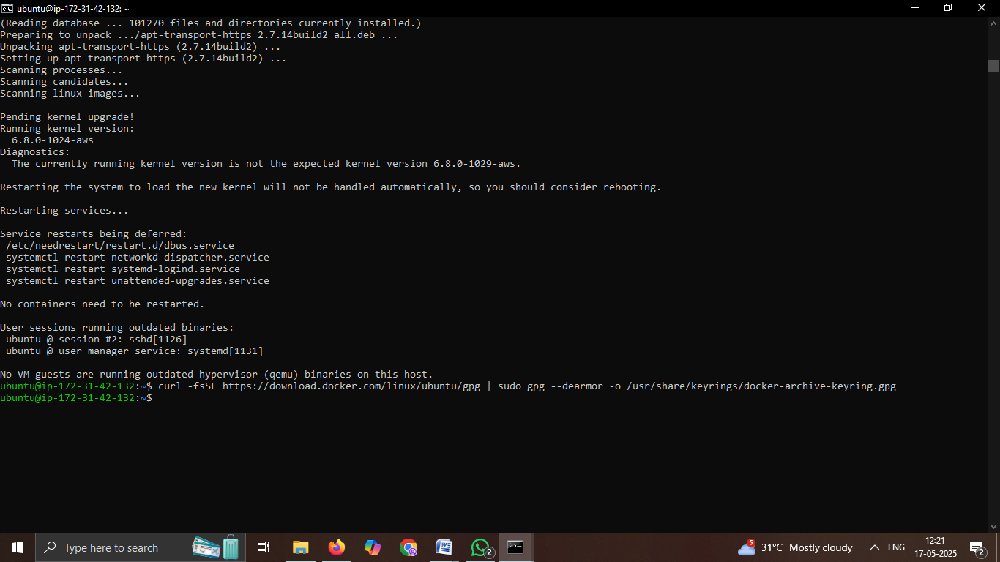 ubuntu@ip-172-31-42-132: ~
(Reading database ... 101270 files and directories currently installed.)
Preparing to unpack .../apt-transport-https_2.7.14build2_all.deb ...
Unpacking apt-transport-https (2.7.14build2) ...
Setting up apt-transport-https (2.7.14build2) ...
Scanning processes...
Scanning candidates...
Scanning linux images...
Pending kernel upgrade!
Running kernel version:
6.8.0-1024-aws
Diagnostics:
The currently running kernel version is not the expected kernel version 6.8.0-1029-aws.
Restarting the system to load the new kernel will not be handled automatically, so you should consider rebooting.
Restarting services...
Service restarts being deferred:
/etc/needrestart/restart.d/dbus.service
systemctl restart networkd-dispatcher.service
systemctl restart systemd-logind.service
systemctl restart unattended-upgrades.service
No containers need to be restarted.
User sessions running outdated binaries:
ubuntu @ session #2: sshd[1126]
ubuntu @ user manager service: systemd[1131]
No VM guests are running outdated hypervisor (qemu) binaries on this host.
ubuntu@ip-172-31-42-132:~$ curl -fsSL https://download.docker.com/linux/ubuntu/gpg | sudo gpg --dearmor -o /usr/share/keyrings/docker-archive-keyring.gpg
ubuntu@ip-172-31-42-132:~$
Type here to search
2
5
31°C Mostly cloudy
ENG
12:21
17-05-2025
2